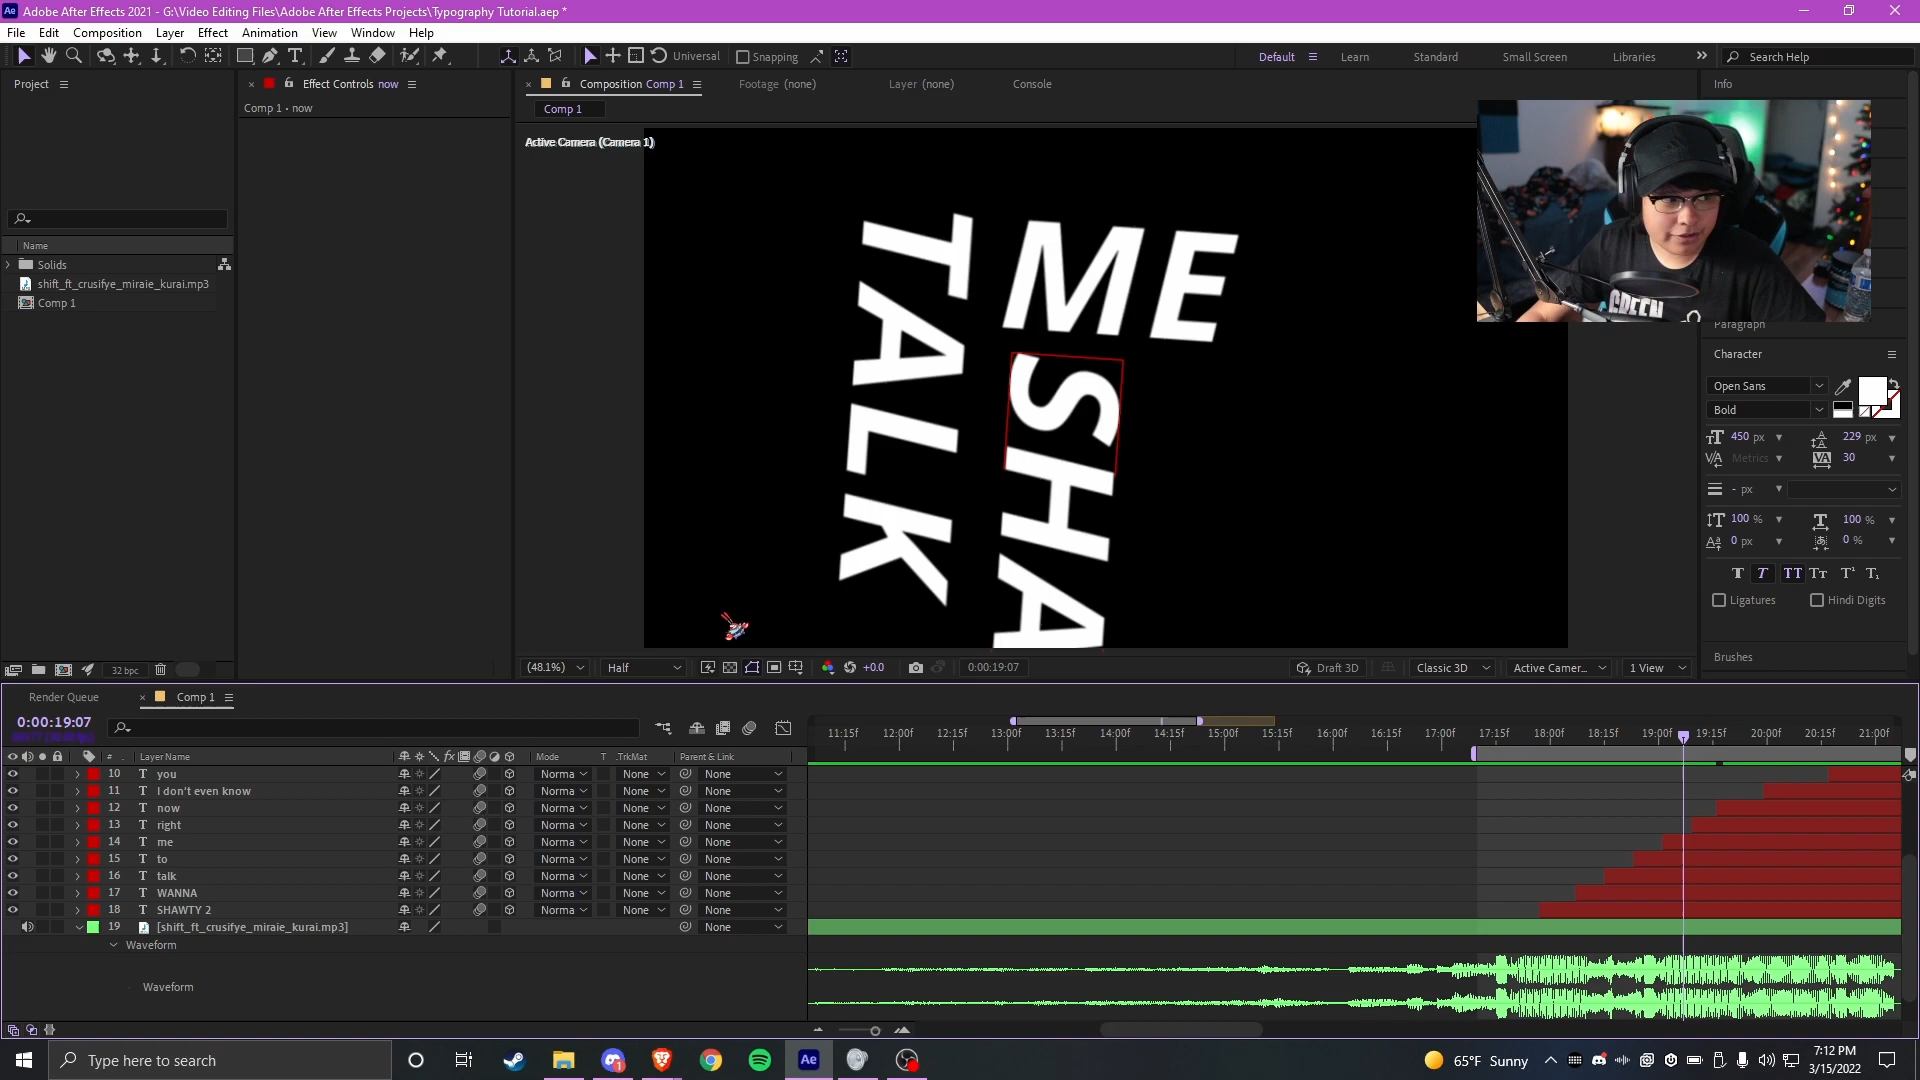 Adobe After Effects 2021 - G:\Video Editing Files\Adobe After Effects Projects\Typography Tutorial.aep *
File Edit Composition Layer Effect Animation View Window Help
Universal Snapping Default Learn Standard Small Screen Libraries Search Help
Project Effect Controls now Composition Comp 1 Footage (none) Layer (none) Console Info
Comp 1 • now
Comp 1
Active Camera (Camera 1)
Name
Solids
shift_ft_crusifye_miraie_kurai.mp3
Comp 1
TALK
ME
SHA
GREEN
Paragraph
Character
Open Sans
Bold
450 px 229 px
Metrics 30
- px
100 % 100 %
0 px 0 %
T T TT Tт T¹ T₁
Ligatures Hindi Digits
Brushes
32 bpc
(48.1%) Half +0.0 0:00:19:07 Draft 3D Classic 3D Active Camer... 1 View
Render Queue Comp 1
0:00:19:07
11:15f 12:00f 12:15f 13:00f 13:15f 14:00f 14:15f 15:00f 15:15f 16:00f 16:15f 17:00f 17:15f 18:00f 18:15f 19:00f 19:15f 20:00f 20:15f 21:00f
# Layer Name Mode T .TrkMat Parent & Link
10 T you Norma None None
11 T I don't even know Norma None None
12 T now Norma None None
13 T right Norma None None
14 T me Norma None None
15 T to Norma None None
16 T talk Norma None None
17 T WANNA Norma None None
18 T SHAWTY 2 Norma None None
19 [shift_ft_crusifye_miraie_kurai.mp3] None
Waveform
Waveform
Type here to search
Ae
65°F Sunny
7:12 PM
3/15/2022